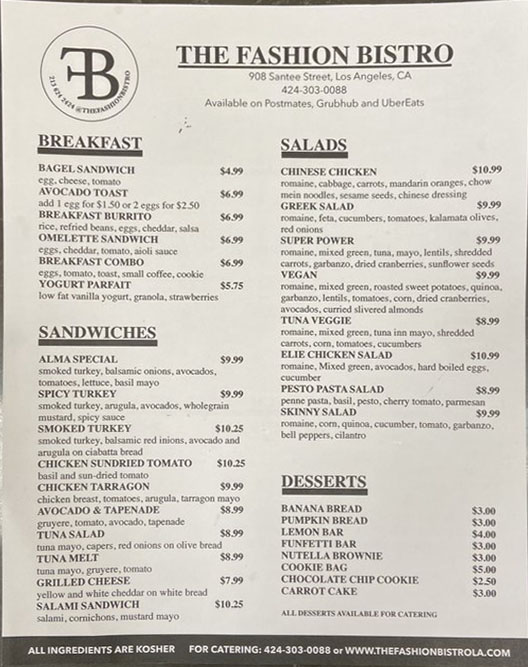 FB
213 624 2424 @THEFASHIONBISTRO
THE FASHION BISTRO
908 Santee Street, Los Angeles, CA
424-303-0088
Available on Postmates, Grubhub and UberEats
BREAKFAST
BAGEL SANDWICH $4.99
egg, cheese, tomato
AVOCADO TOAST $6.99
add 1 egg for $1.50 or 2 eggs for $2.50
BREAKFAST BURRITO $6.99
rice, refried beans, eggs, cheddar, salsa
OMELETTE SANDWICH $6.99
eggs, cheddar, tomato, aioli sauce
BREAKFAST COMBO $6.99
eggs, tomato, toast, small coffee, cookie
YOGURT PARFAIT $5.75
low fat vanilla yogurt, granola, strawberries
SANDWICHES
ALMA SPECIAL $9.99
smoked turkey, balsamic onions, avocados,
tomatoes, lettuce, basil mayo
SPICY TURKEY $9.99
smoked turkey, arugula, avocados, wholegrain
mustard, spicy sauce
SMOKED TURKEY $10.25
smoked turkey, balsamic red inions, avocado and
arugula on ciabatta bread
CHICKEN SUNDRIED TOMATO $10.25
basil and sun-dried tomato
CHICKEN TARRAGON $9.99
chicken breast, tomatoes, arugula, tarragon mayo
AVOCADO & TAPENADE $8.99
gruyere, tomato, avocado, tapenade
TUNA SALAD $8.99
tuna mayo, capers, red onions on olive bread
TUNA MELT $8.99
tuna mayo, gruyere, tomato
GRILLED CHEESE $7.99
yellow and white cheddar on white bread
SALAMI SANDWICH $10.25
salami, cornichons, mustard mayo
SALADS
CHINESE CHICKEN $10.99
romaine, cabbage, carrots, mandarin oranges, chow
mein noodles, sesame seeds, chinese dressing
GREEK SALAD $9.99
romaine, feta, cucumbers, tomatoes, kalamata olives,
red onions
SUPER POWER $9.99
romaine, mixed green, tuna, mayo, lentils, shredded
carrots, garbanzo, dried cranberries, sunflower seeds
VEGAN $9.99
romaine, mixed green, roasted sweet potatoes, quinoa,
garbanzo, lentils, tomatoes, corn, dried cranberries,
avocados, curried slivered almonds
TUNA VEGGIE $8.99
romaine, mixed green, tuna inn mayo, shredded
carrots, corn, tomatoes, cucumbers
ELIE CHICKEN SALAD $10.99
romaine, Mixed green, avocados, hard boiled eggs,
cucumber
PESTO PASTA SALAD $8.99
penne pasta, basil, pesto, cherry tomato, parmesan
SKINNY SALAD $9.99
romaine, corn, quinoa, cucumber, tomato, garbanzo,
bell peppers, cilantro
DESSERTS
BANANA BREAD $3.00
PUMPKIN BREAD $3.00
LEMON BAR $4.00
FUNFETTI BAR $3.00
NUTELLA BROWNIE $3.00
COOKIE BAG $5.00
CHOCOLATE CHIP COOKIE $2.50
CARROT CAKE $3.00
ALL DESSERTS AVAILABLE FOR CATERING
ALL INGREDIENTS ARE KOSHER FOR CATERING: 424-303-0088 or WWW.THEFASHIONBISTROLA.COM